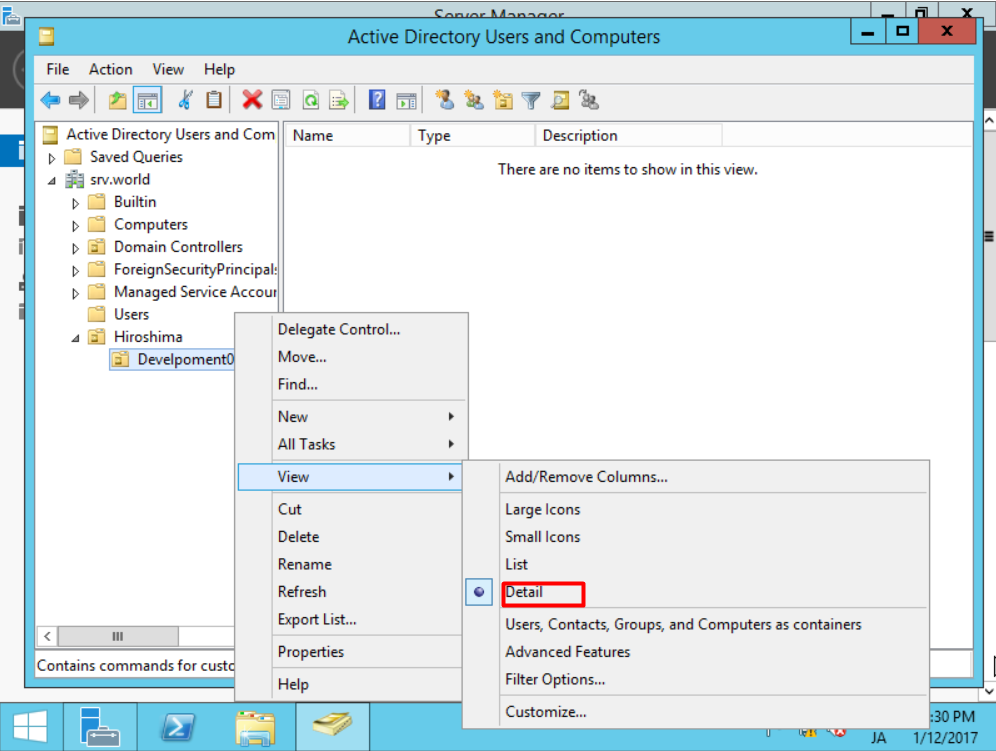 Server Manager
Active Directory Users and Computers
File Action View Help
Active Directory Users and Com
Name Type Description
Saved Queries
There are no items to show in this view.
srv.world
Builtin
Computers
Domain Controllers
ForeignSecurityPrincipals
Managed Service Accour
Users
Hiroshima
Develpoment0
Delegate Control...
Move...
Find...
New
All Tasks
View
Cut
Delete
Rename
Refresh
Export List...
Properties
Help
Add/Remove Columns...
Large Icons
Small Icons
List
Detail
Users, Contacts, Groups, and Computers as containers
Advanced Features
Filter Options...
Customize...
Contains commands for custo
:30 PM
JA 1/12/2017